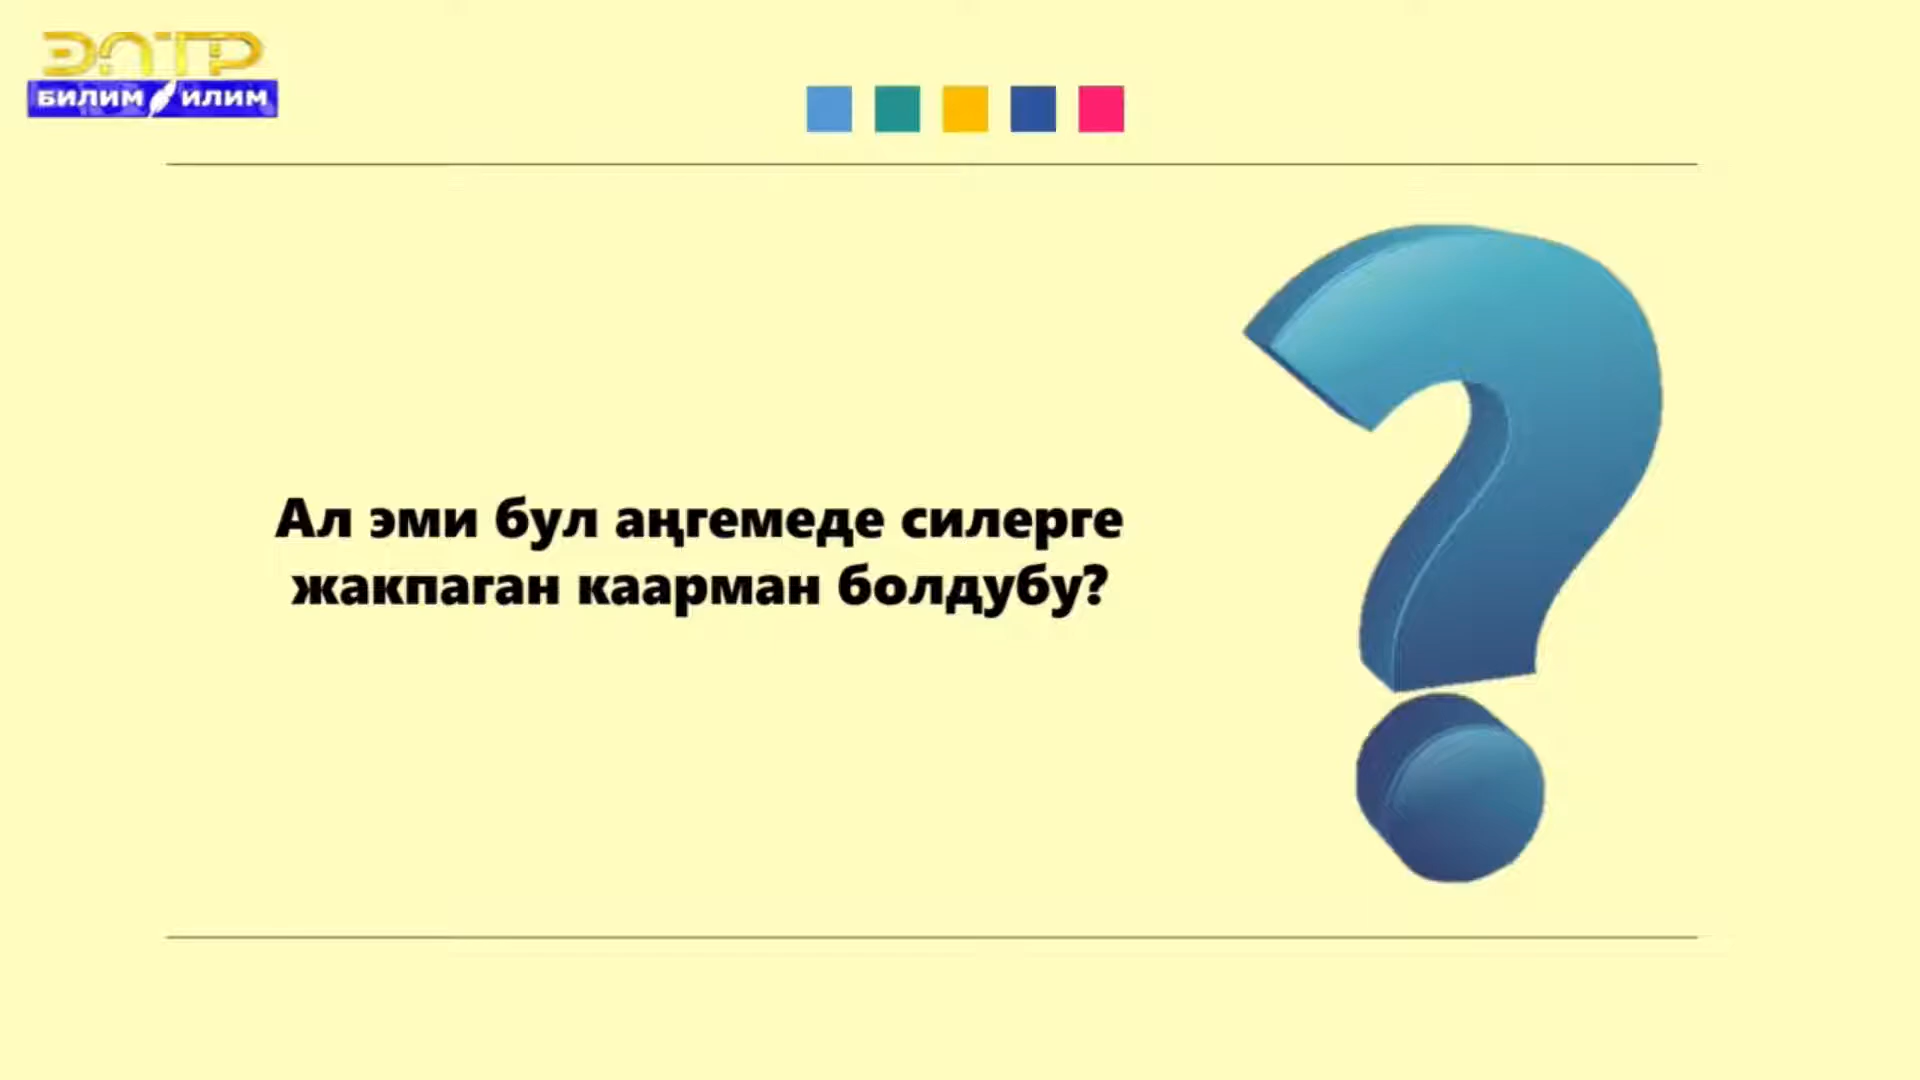 ЭЛТР
БИЛИМ ИЛИМ
Ал эми бул аңгемеде силерге
жакпаган каарман болдубу?